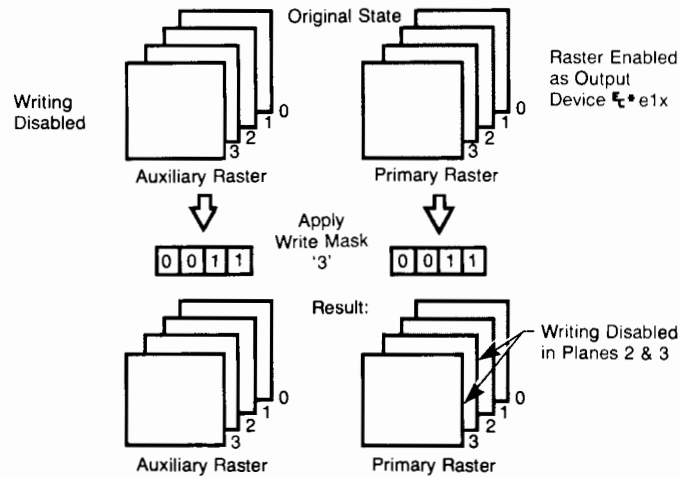 Original State
Writing
Disabled
Raster Enabled
as Output
Device ␛*e1x
0
1
2
3
0
1
2
3
Auxiliary Raster
Primary Raster
Apply
Write Mask
'3'
0 0 1 1
0 0 1 1
Result:
Writing Disabled
in Planes 2 & 3
0
1
2
3
0
1
2
3
Auxiliary Raster
Primary Raster